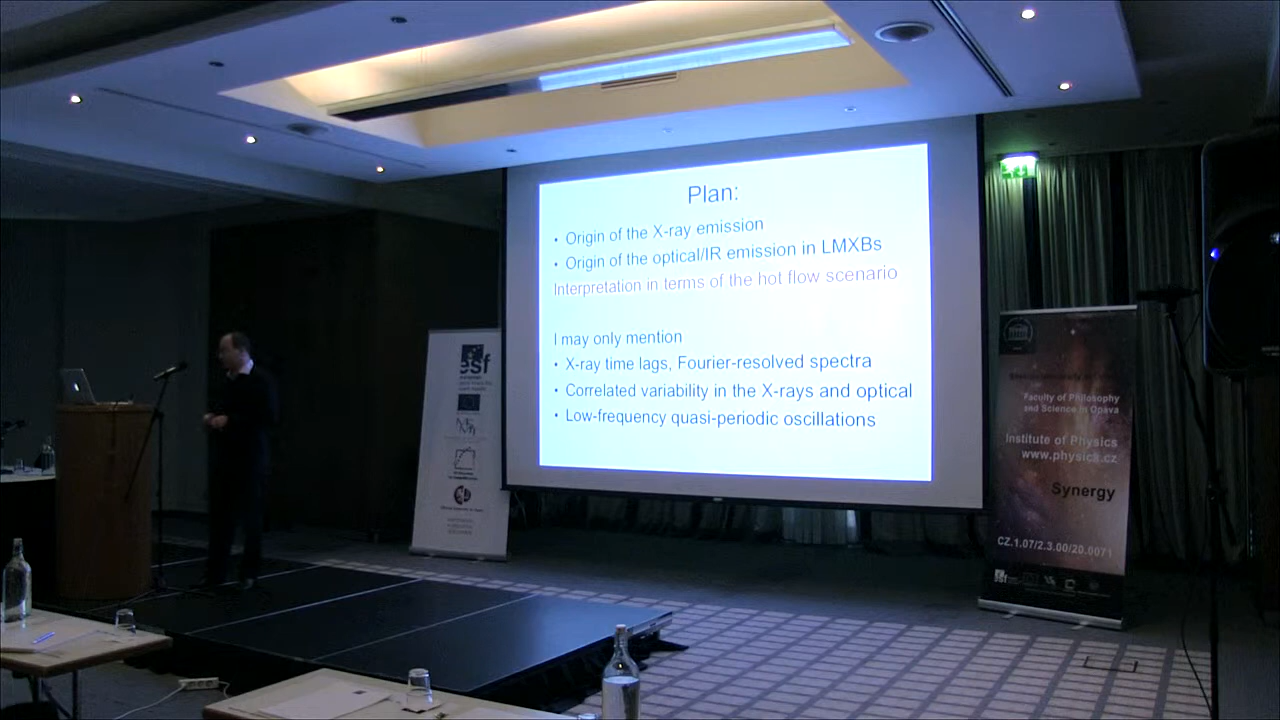 Plan:
• Origin of the X-ray emission
• Origin of the optical/IR emission in LMXBs
Interpretation in terms of the hot flow scenario
I may only mention
• X-ray time lags, Fourier-resolved spectra
• Correlated variability in the X-rays and optical
• Low-frequency quasi-periodic oscillations
esf
Faculty of Philosophy
and Science in Opava
Institute of Physics
www.physics.cz
Synergy
CZ.1.07/2.3.00/20.0071
esf